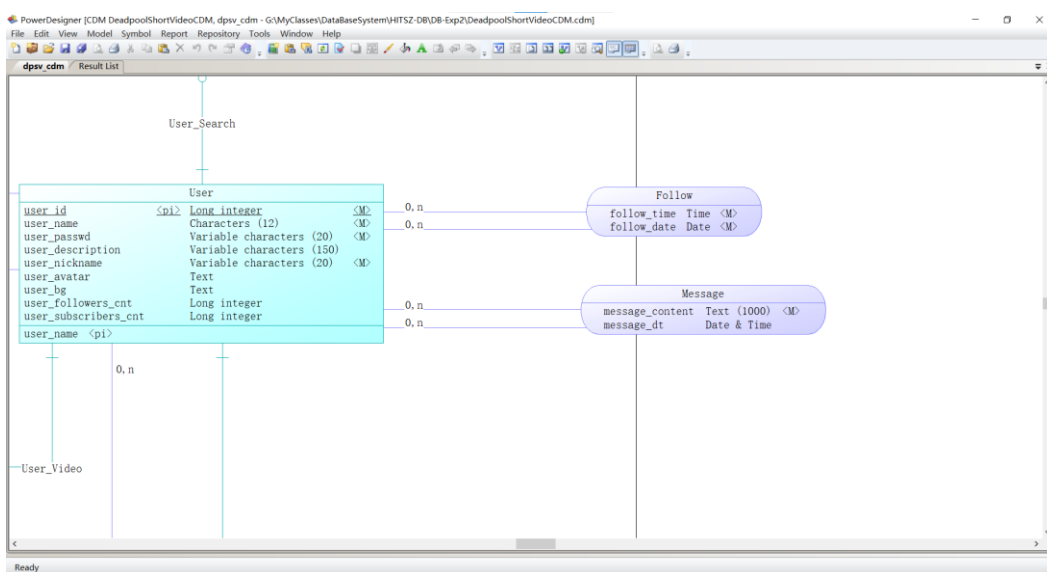 PowerDesigner [CDM DeadpoolShortVideoCDM, dpsv_cdm - G:\MyClasses\DataBaseSystem\HITSZ-DB\DB-Exp2\DeadpoolShortVideoCDM.cdm]
File Edit View Model Symbol Report Repository Tools Window Help
dpsv_cdm Result List
User_Search
User
user_id <pi> Long integer <M>
user_name Characters (12) <M>
user_passwd Variable characters (20) <M>
user_description Variable characters (150)
user_nickname Variable characters (20) <M>
user_avatar Text
user_bg Text
user_followers_cnt Long integer
user_subscribers_cnt Long integer
user_name <pi>
0,n
0,n
Follow
follow_time Time <M>
follow_date Date <M>
0,n
0,n
Message
message_content Text (1000) <M>
message_dt Date & Time
0,n
User_Video
Ready